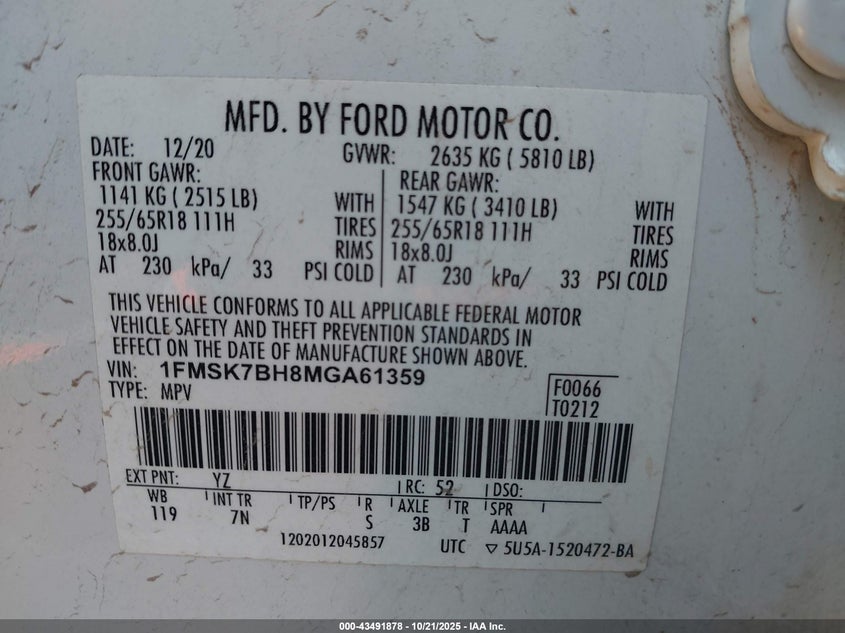 MFD. BY FORD MOTOR CO.
DATE: 12/20 GVWR: 2635 KG ( 5810 LB)
FRONT GAWR: REAR GAWR:
1141 KG ( 2515 LB) WITH 1547 KG ( 3410 LB) WITH
255/65R18 111H TIRES 255/65R18 111H TIRES
18x8.0J RIMS 18x8.0J RIMS
AT 230 kPa/ 33 PSI COLD AT 230 kPa/ 33 PSI COLD
THIS VEHICLE CONFORMS TO ALL APPLICABLE FEDERAL MOTOR
VEHICLE SAFETY AND THEFT PREVENTION STANDARDS IN
EFFECT ON THE DATE OF MANUFACTURE SHOWN ABOVE.
VIN: 1FMSK7BH8MGA61359 F0066
TYPE: MPV T0212
EXT PNT: YZ RC: 52 DSO:
WB INT TR TP/PS R AXLE TR SPR
119 7N S 3B T AAAA
1202012045857 UTC ▽ 5U5A-1520472-BA
000-43491878 - 10/21/2025 - IAA Inc.